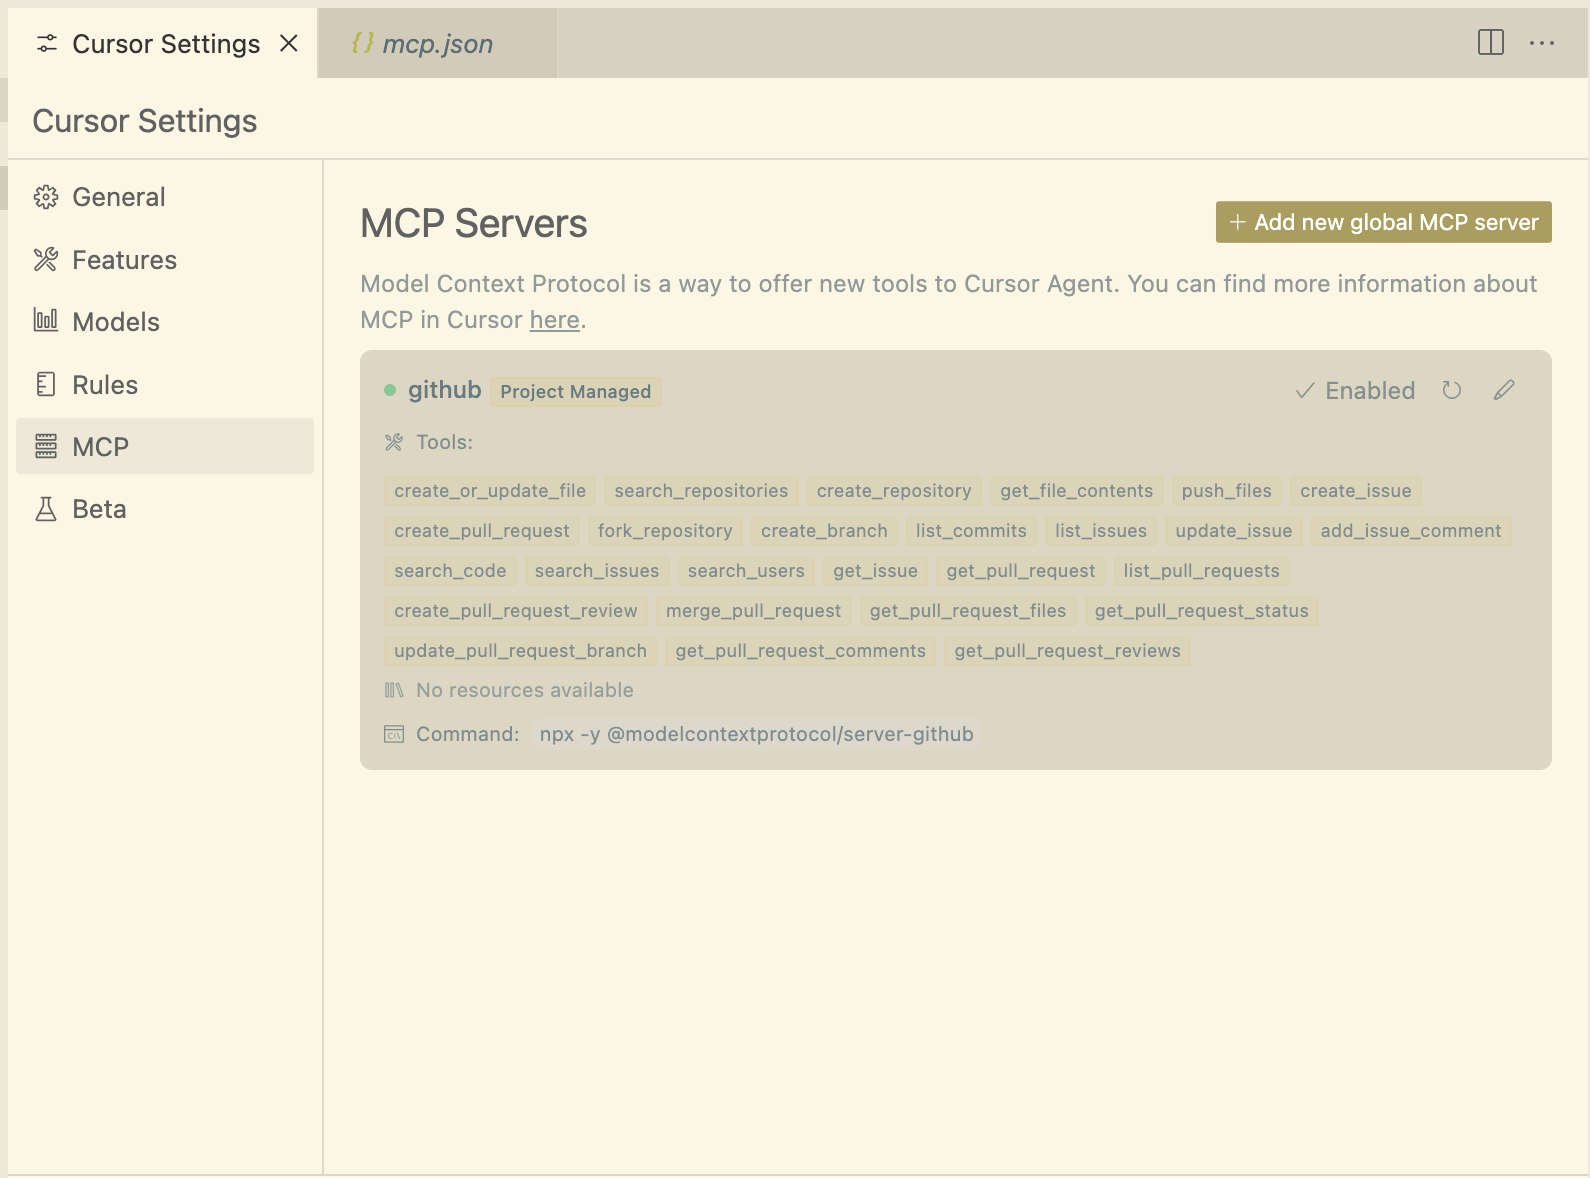 Cursor Settings
mcp.json
Cursor Settings
General
Features
Models
Rules
MCP
Beta
MCP Servers
Add new global MCP server
Model Context Protocol is a way to offer new tools to Cursor Agent. You can find more information about
MCP in Cursor here.
github Project Managed Enabled
Tools:
create_or_update_file search_repositories create_repository get_file_contents push_files create_issue
create_pull_request fork_repository create_branch list_commits list_issues update_issue add_issue_comment
search_code search_issues search_users get_issue get_pull_request list_pull_requests
create_pull_request_review merge_pull_request get_pull_request_files get_pull_request_status
update_pull_request_branch get_pull_request_comments get_pull_request_reviews
No resources available
Command: npx -y @modelcontextprotocol/server-github